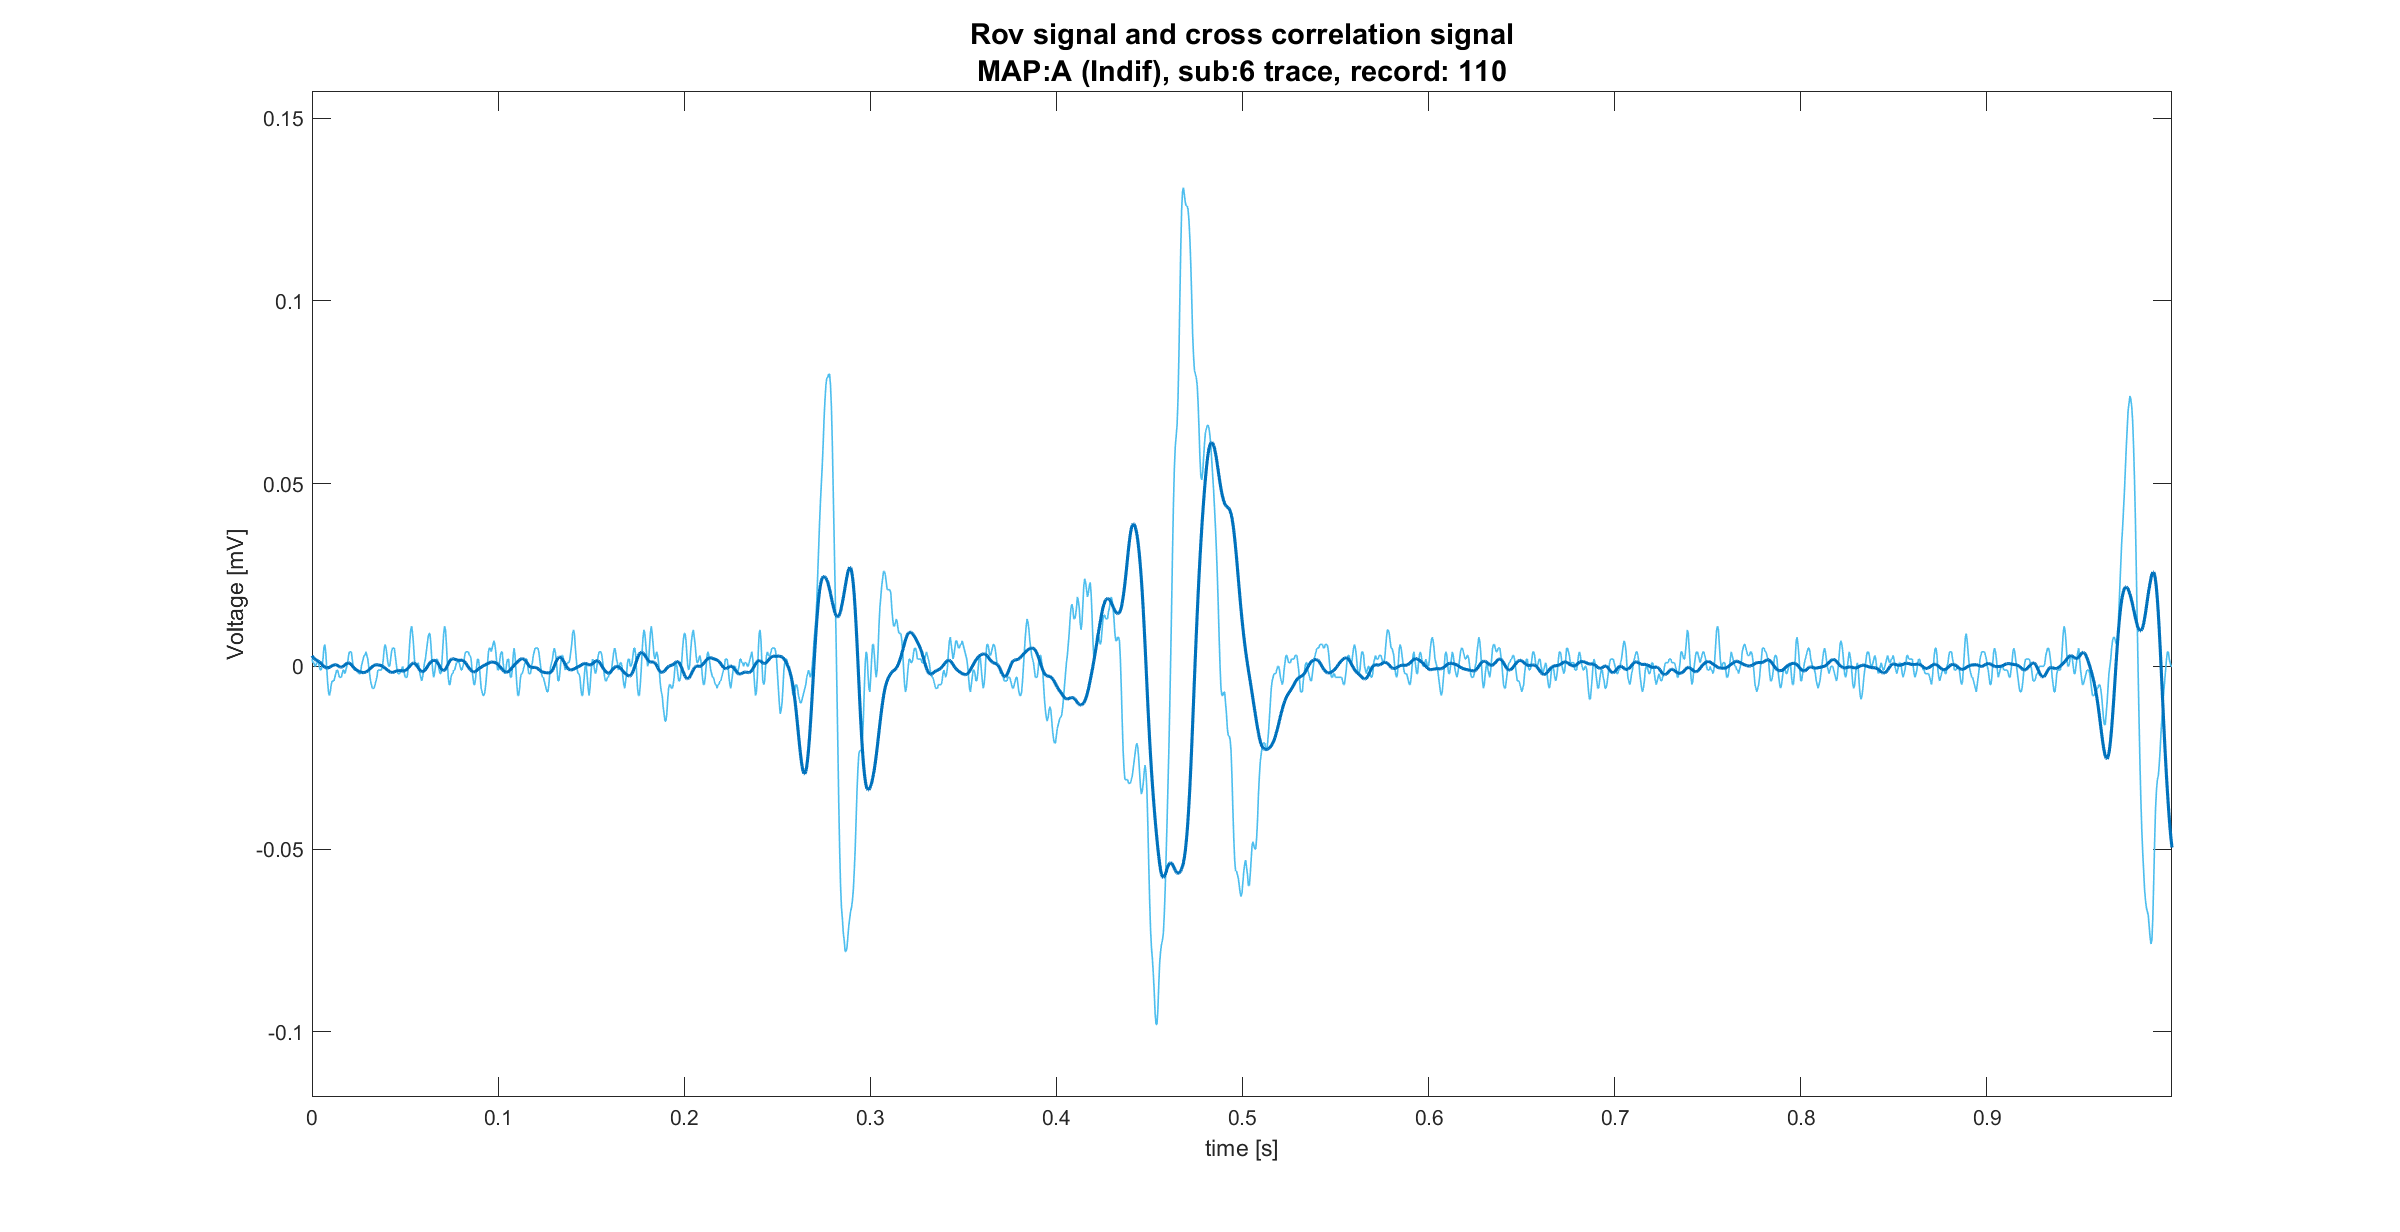 Rov signal and cross correlation signal
MAP:A (Indif), sub:6 trace, record: 110
0.15
0.1
0.05
0
-0.05
-0.1
Voltage [mV]
0 0.1 0.2 0.3 0.4 0.5 0.6 0.7 0.8 0.9
time [s]